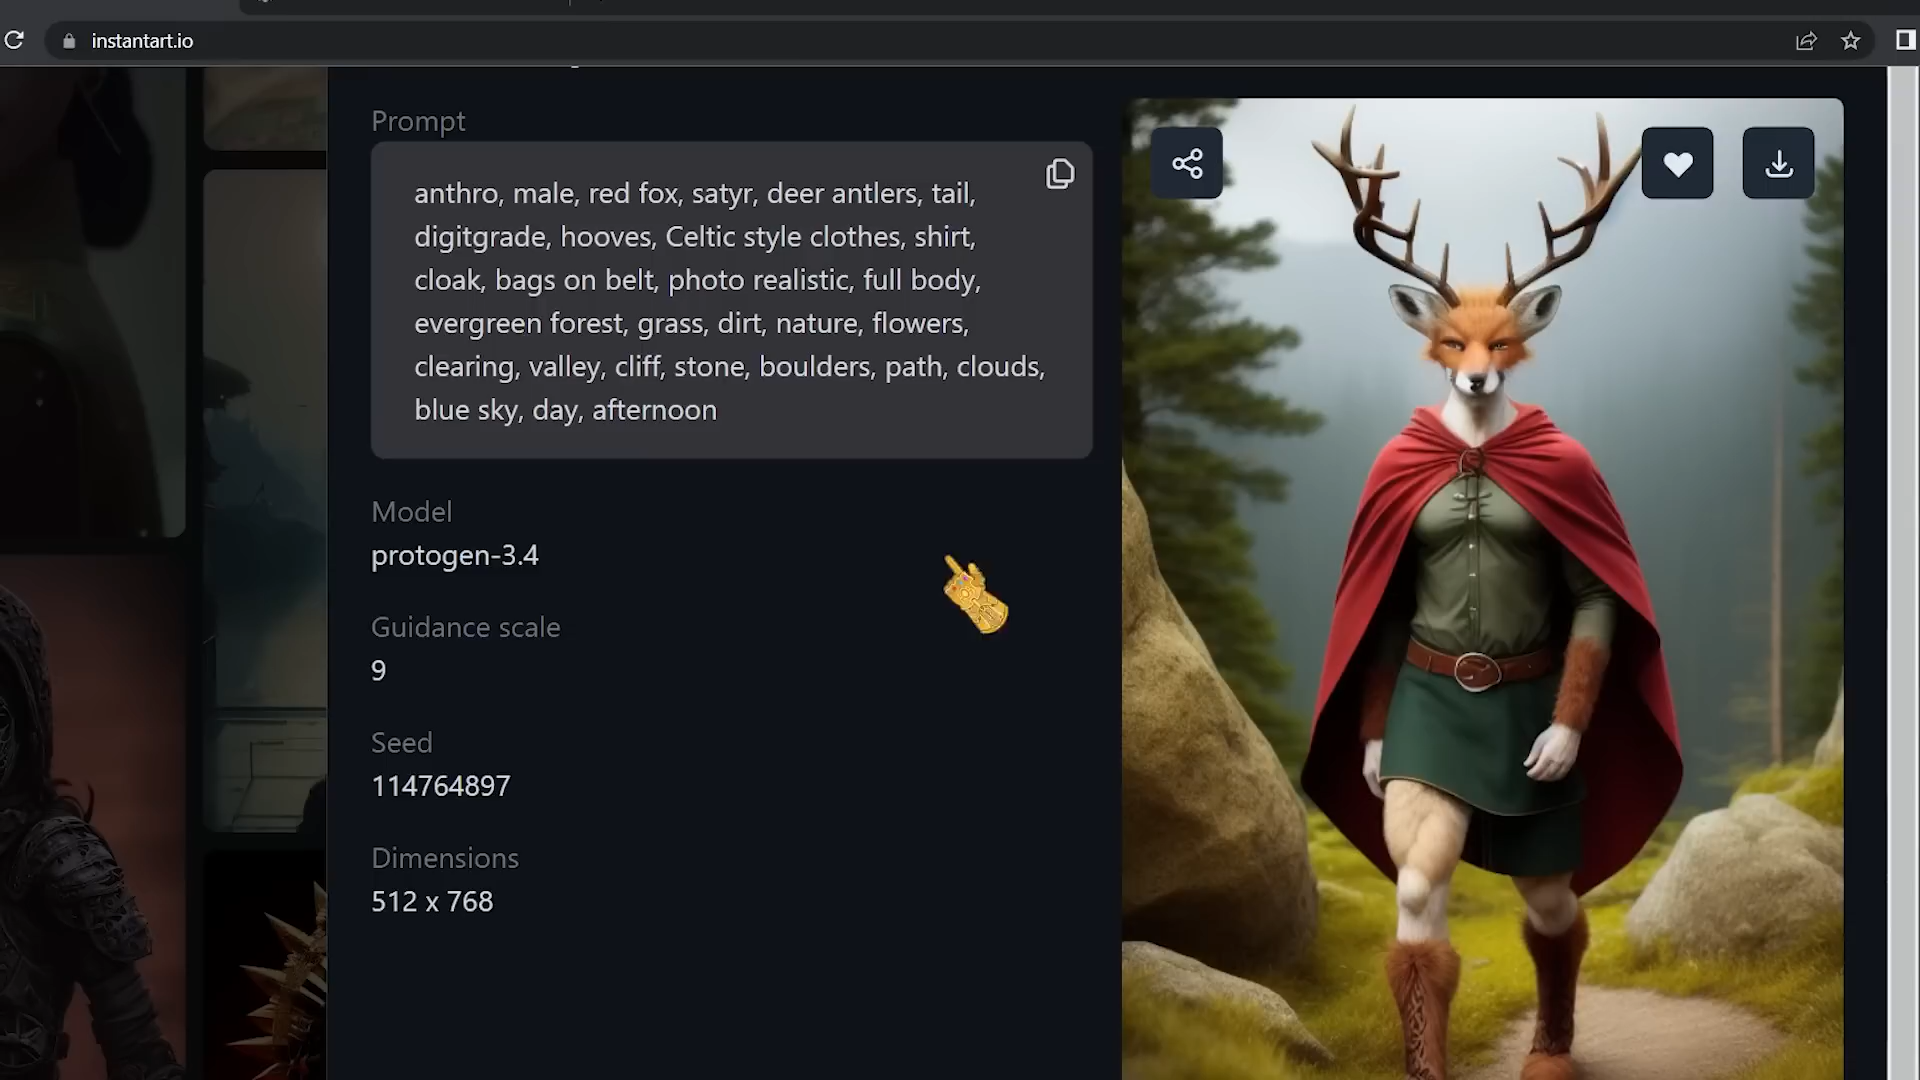 instantart.io
Prompt
anthro, male, red fox, satyr, deer antlers, tail,
digitgrade, hooves, Celtic style clothes, shirt,
cloak, bags on belt, photo realistic, full body,
evergreen forest, grass, dirt, nature, flowers,
clearing, valley, cliff, stone, boulders, path, clouds,
blue sky, day, afternoon
Model
protogen-3.4
Guidance scale
9
Seed
114764897
Dimensions
512 x 768